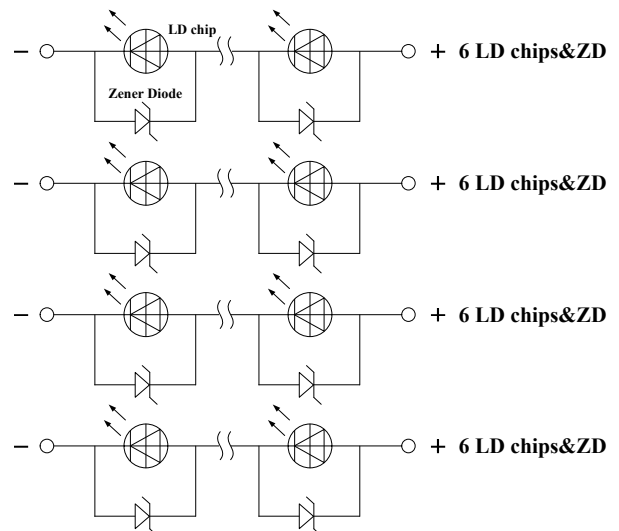 LD chip
− + 6 LD chips&ZD
Zener Diode
− + 6 LD chips&ZD
− + 6 LD chips&ZD
− + 6 LD chips&ZD